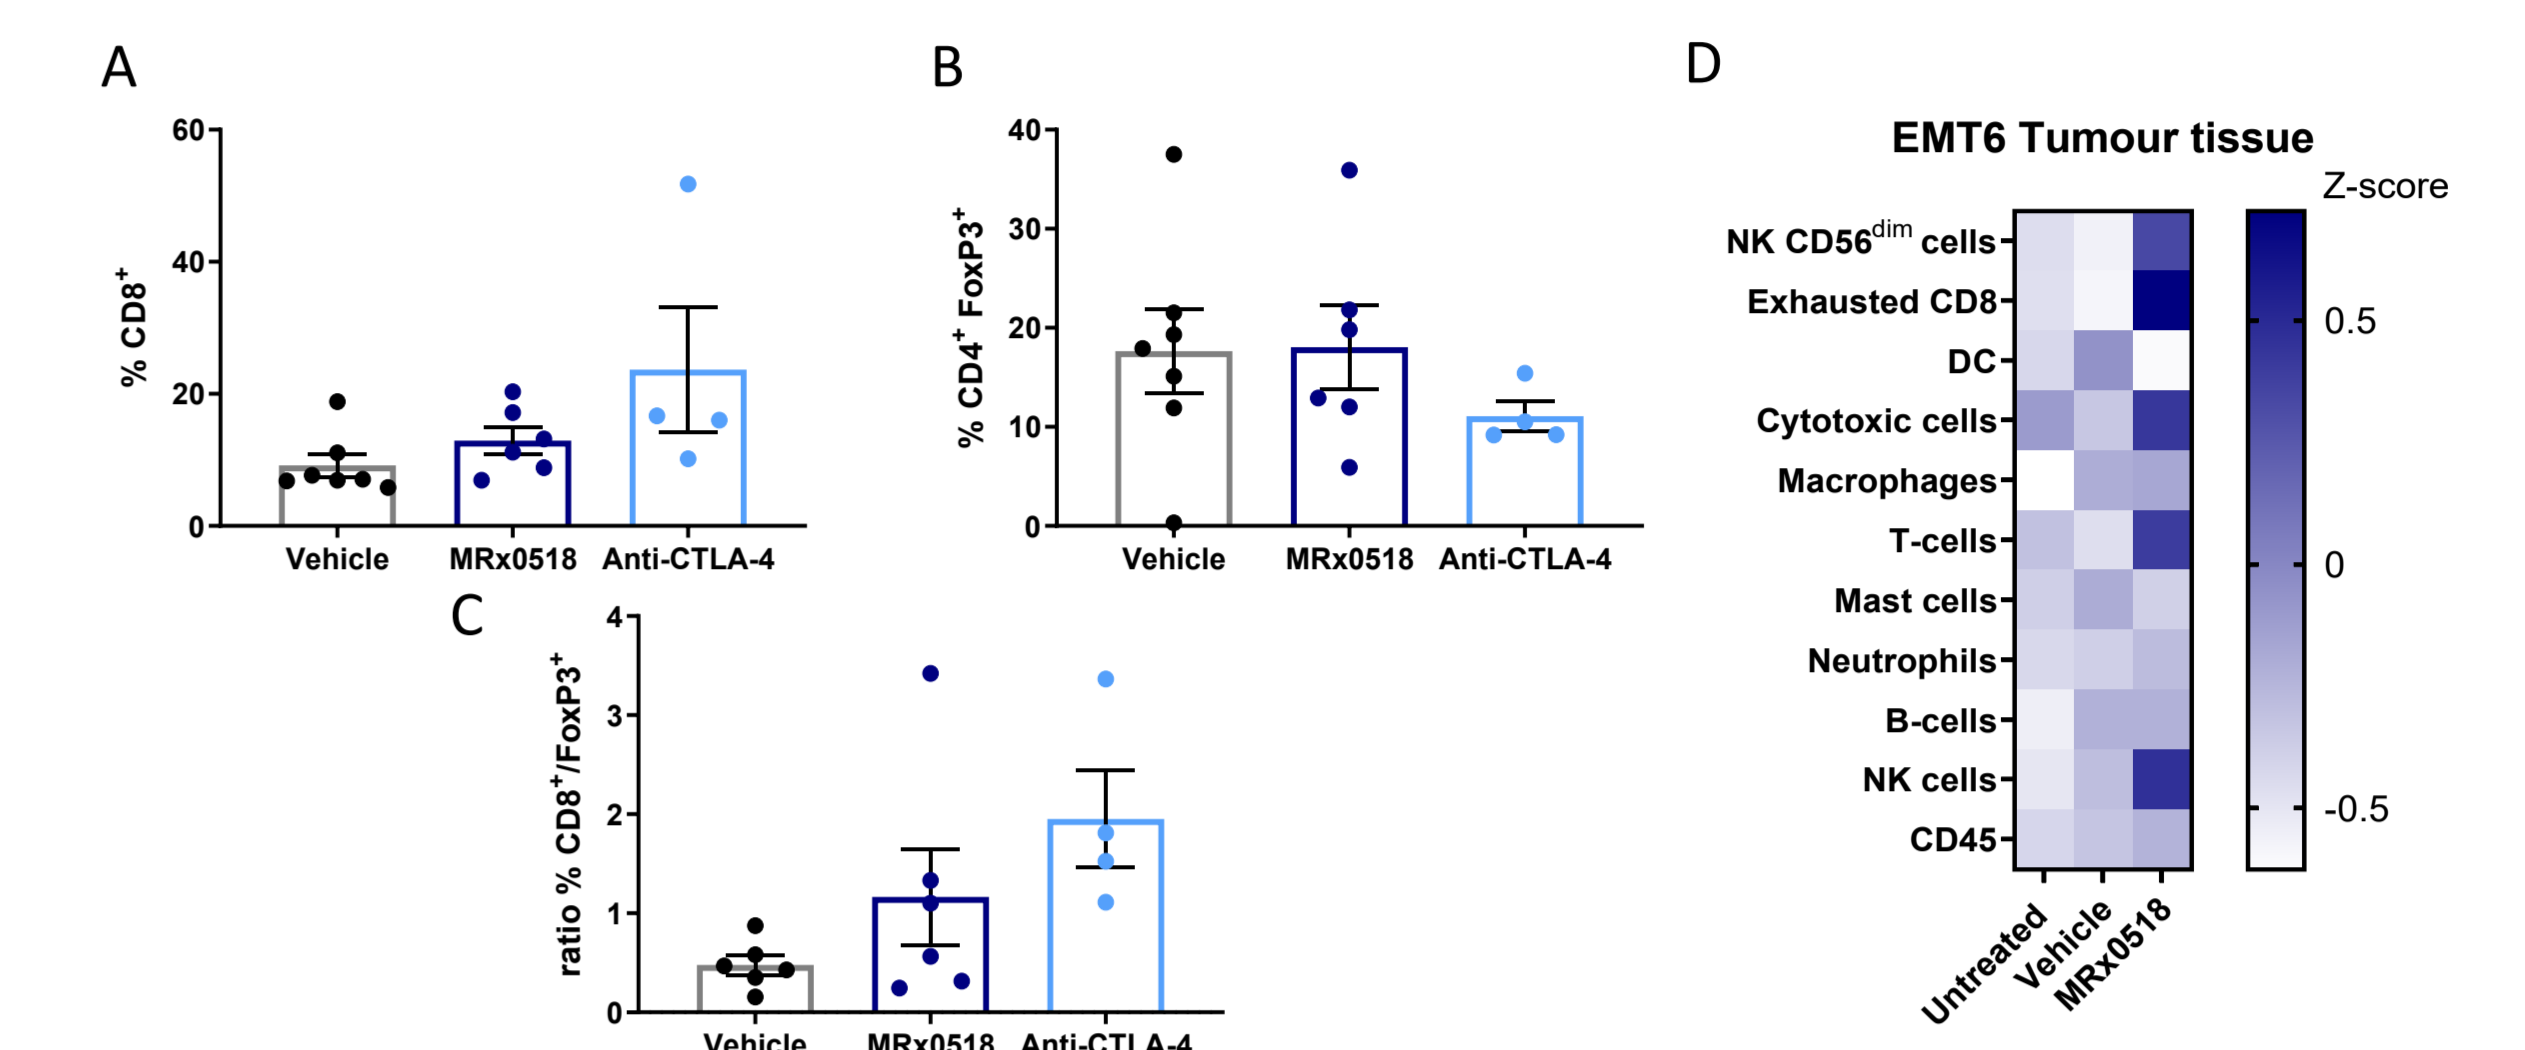 A
60
40
20
0
% CD8⁺
Vehicle MRx0518 Anti-CTLA-4
B
40
30
20
10
0
% CD4⁺ FoxP3⁺
Vehicle MRx0518 Anti-CTLA-4
C
4
3
2
1
0
ratio % CD8⁺/FoxP3⁺
Vehicle MRx0518 Anti-CTLA-4
D
EMT6 Tumour tissue
Z-score
NK CD56ᵈⁱᵐ cells
Exhausted CD8
DC
Cytotoxic cells
Macrophages
T-cells
Mast cells
Neutrophils
B-cells
NK cells
CD45
0.5
0
-0.5
Untreated
Vehicle
MRx0518